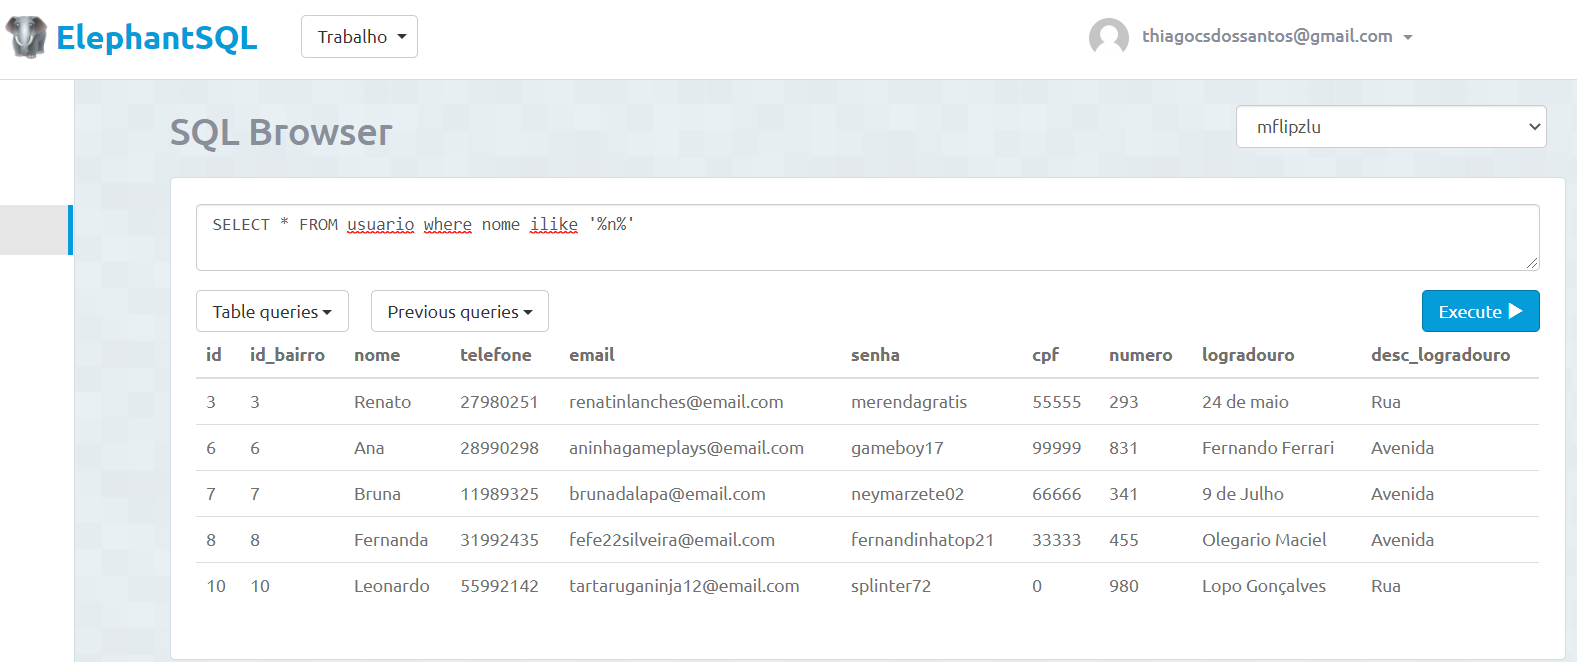 ElephantSQL Trabalho thiagocsdossantos@gmail.com
SQL Browser mflipzlu
SELECT * FROM usuario where nome ilike '%n%'
Table queries Previous queries Execute
id id_bairro nome telefone email senha cpf numero logradouro desc_logradouro
3 3 Renato 27980251 renatinlanches@email.com merendagratis 55555 293 24 de maio Rua
6 6 Ana 28990298 aninhagameplays@email.com gameboy17 99999 831 Fernando Ferrari Avenida
7 7 Bruna 11989325 brunadalapa@email.com neymarzete02 66666 341 9 de Julho Avenida
8 8 Fernanda 31992435 fefe22silveira@email.com fernandinhatop21 33333 455 Olegario Maciel Avenida
10 10 Leonardo 55992142 tartaruganinja12@email.com splinter72 0 980 Lopo Gonçalves Rua